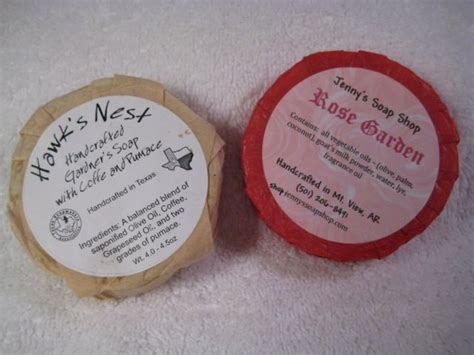 Hawk's Nest
Handcrafted
Gardner's Soap
with Coffe and Pumace
Handcrafted in Texas
Ingredients: A balanced blend of
saponified Olive Oil, Coffee,
Grapeseed Oil, and two
grades of pumace.
Wt. 4.0 - 4.5oz
Jenny's Soap Shop
Rose Garden
Contains: all vegetable oils - (olive, palm,
coconut), goat's milk powder, water, lye,
fragrance oil
Handcrafted in Mt. View, AR
(501) 206-8491
shop.jennysoapshop.com